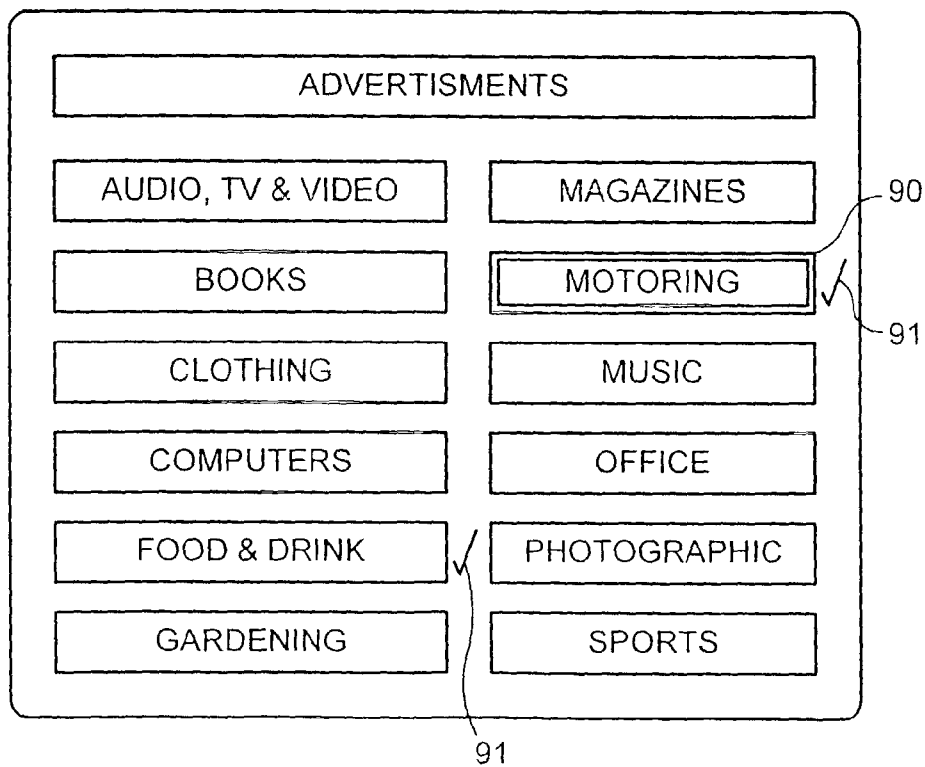 ADVERTISMENTS
AUDIO, TV & VIDEO
MAGAZINES
90
BOOKS
MOTORING
91
CLOTHING
MUSIC
COMPUTERS
OFFICE
FOOD & DRINK
PHOTOGRAPHIC
GARDENING
SPORTS
91